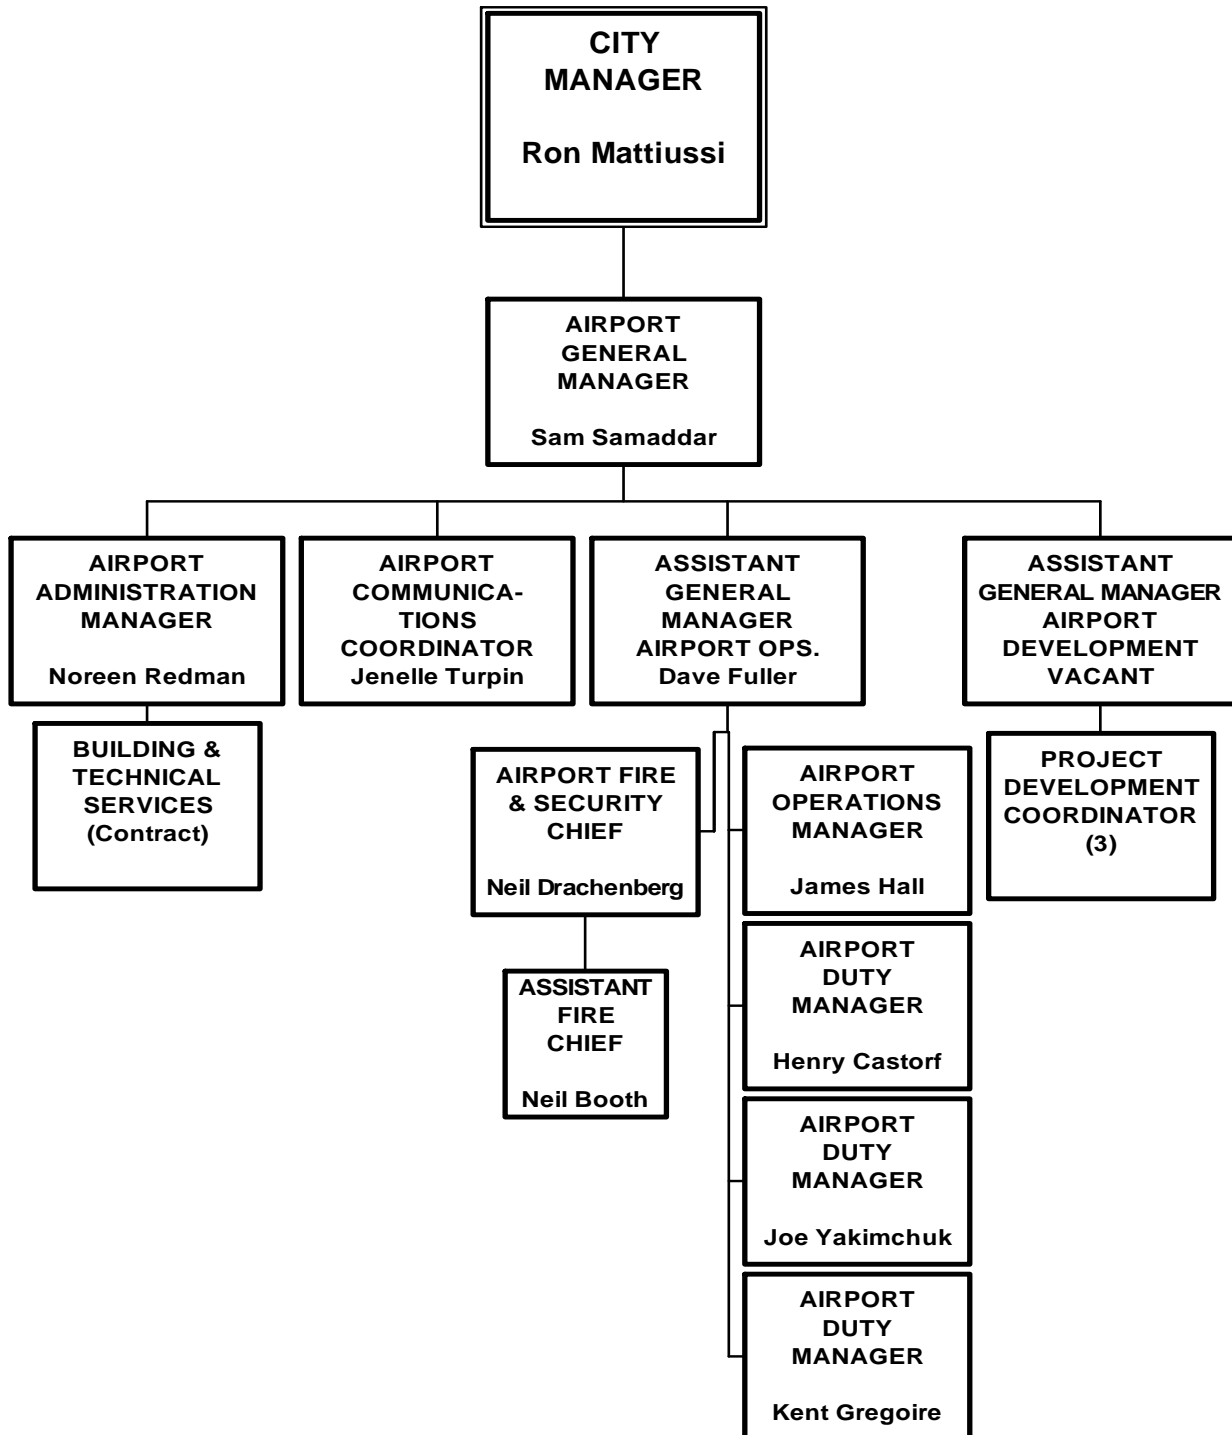 CITY
MANAGER
Ron Mattiussi
AIRPORT
GENERAL
MANAGER
Sam Samaddar
AIRPORT
ADMINISTRATION
MANAGER
Noreen Redman
AIRPORT
COMMUNICA-
TIONS
COORDINATOR
Jenelle Turpin
ASSISTANT
GENERAL
MANAGER
AIRPORT OPS.
Dave Fuller
ASSISTANT
GENERAL MANAGER
AIRPORT
DEVELOPMENT
VACANT
BUILDING &
TECHNICAL
SERVICES
(Contract)
AIRPORT FIRE
& SECURITY
CHIEF
Neil Drachenberg
ASSISTANT
FIRE
CHIEF
Neil Booth
AIRPORT
OPERATIONS
MANAGER
James Hall
AIRPORT
DUTY
MANAGER
Henry Castorf
AIRPORT
DUTY
MANAGER
Joe Yakimchuk
AIRPORT
DUTY
MANAGER
Kent Gregoire
PROJECT
DEVELOPMENT
COORDINATOR
(3)